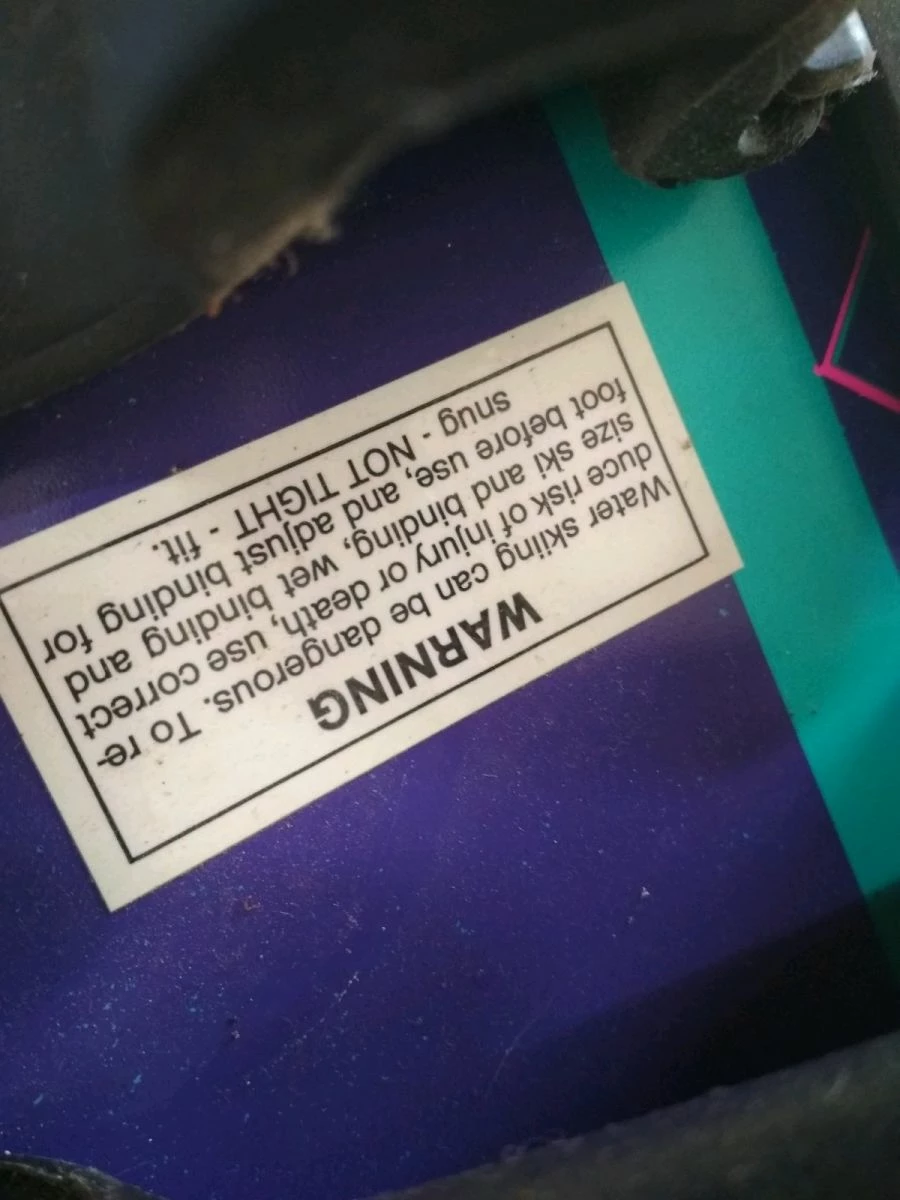 WARNING
Water skiing can be dangerous. To re-
duce risk of injury or death, use correct
size ski and binding, wet binding and
foot before use, and adjust binding for
snug - NOT TIGHT - fit.